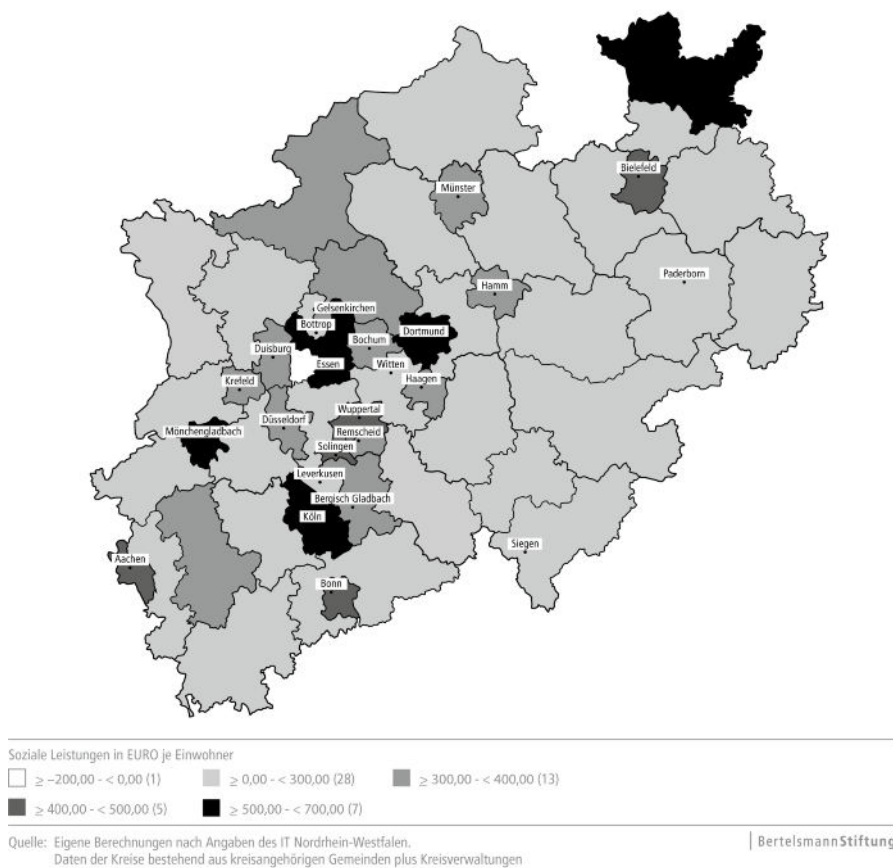 Bielefeld
Münster
Paderborn
Hamm
Gelsenkirchen
Bottrop
Dortmund
Bochum
Duisburg
Essen
Witten
Krefeld
Haagen
Wuppertal
Düsseldorf
Mönchengladbach
Remscheid
Solingen
Leverkusen
Bergisch Gladbach
Köln
Siegen
Aachen
Bonn
Soziale Leistungen in EURO je Einwohner
≥ –200,00 - < 0,00 (1)
≥ 0,00 - < 300,00 (28)
≥ 300,00 - < 400,00 (13)
≥ 400,00 - < 500,00 (5)
≥ 500,00 - < 700,00 (7)
Quelle: Eigene Berechnungen nach Angaben des IT Nordrhein-Westfalen.
Daten der Kreise bestehend aus kreisangehörigen Gemeinden plus Kreisverwaltungen
BertelsmannStiftung